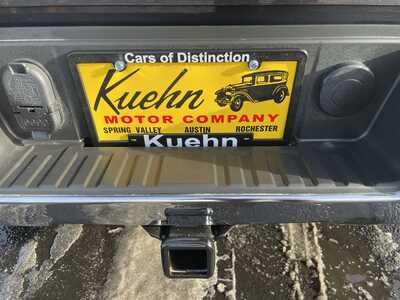 Cars of Distinction
Kuehn
MOTOR COMPANY
SPRING VALLEY AUSTIN ROCHESTER
Kuehn